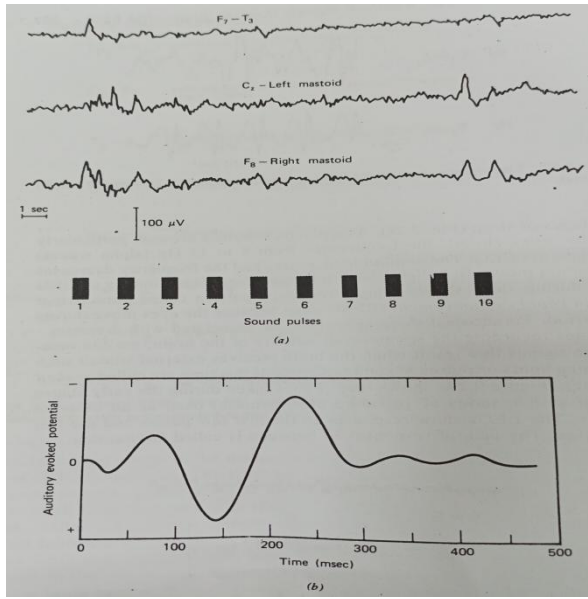 F₇ – T₃
C₂ – Left mastoid
F₈ – Right mastoid
1 sec
100 μV
1 2 3 4 5 6 7 8 9 10
Sound pulses
(a)
Auditory evoked potential
–
0
+
0 100 200 300 400 500
Time (msec)
(b)